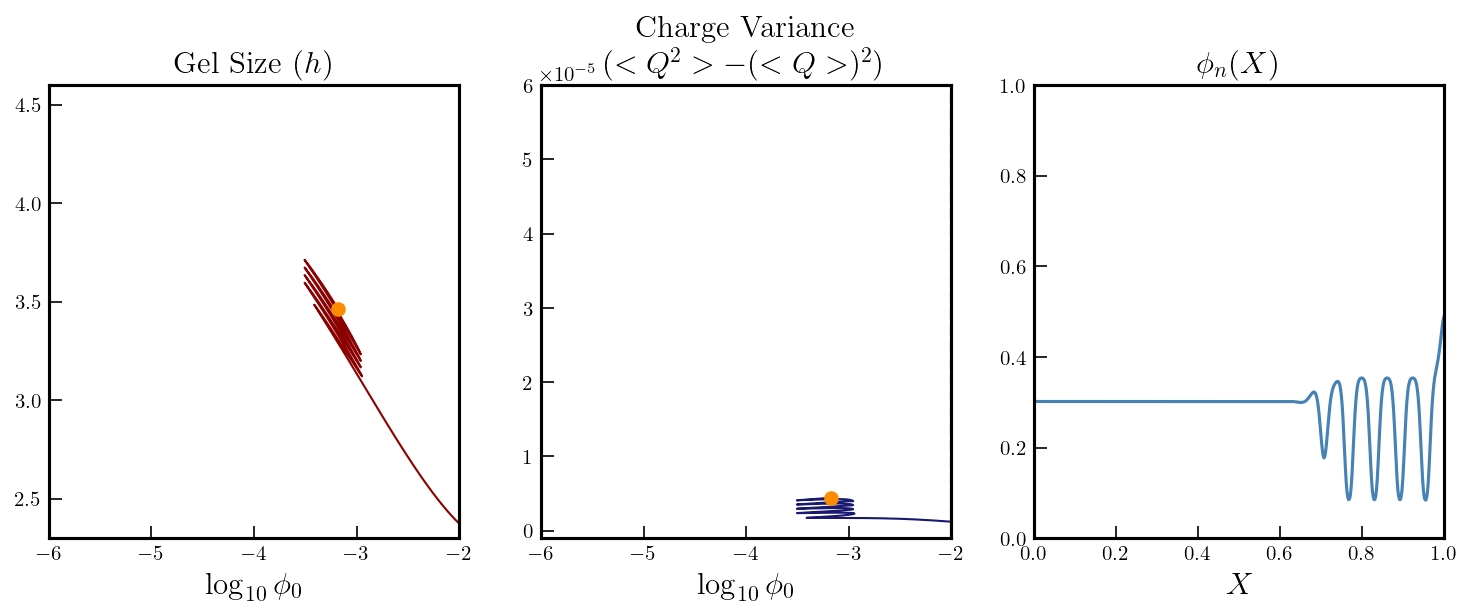 Gel Size (h)
4.5
4.0
3.5
3.0
2.5
−6 −5 −4 −3 −2
log₁₀ ϕ₀
Charge Variance
(< Q² > −(< Q >)²)
×10⁻⁵
6
5
4
3
2
1
0
−6 −5 −4 −3 −2
log₁₀ ϕ₀
ϕₙ(X)
1.0
0.8
0.6
0.4
0.2
0.0
0.0 0.2 0.4 0.6 0.8 1.0
X